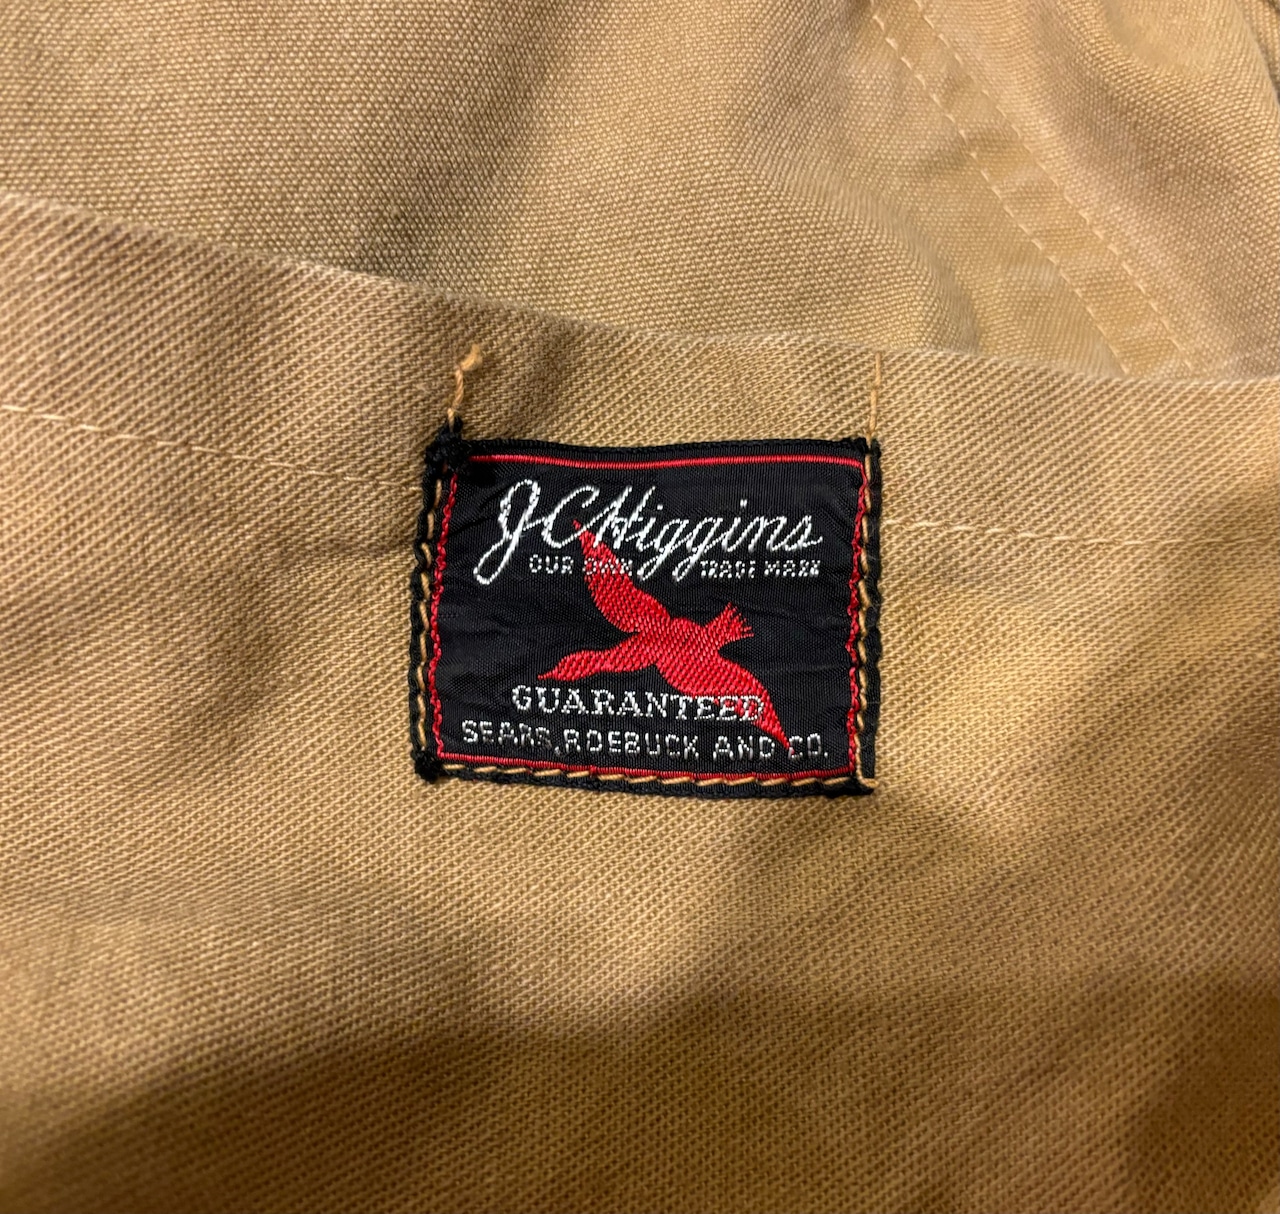 J.C. Higgins
OUR OWN TRADE MARK
GUARANTEED
SEARS, ROEBUCK AND CO.